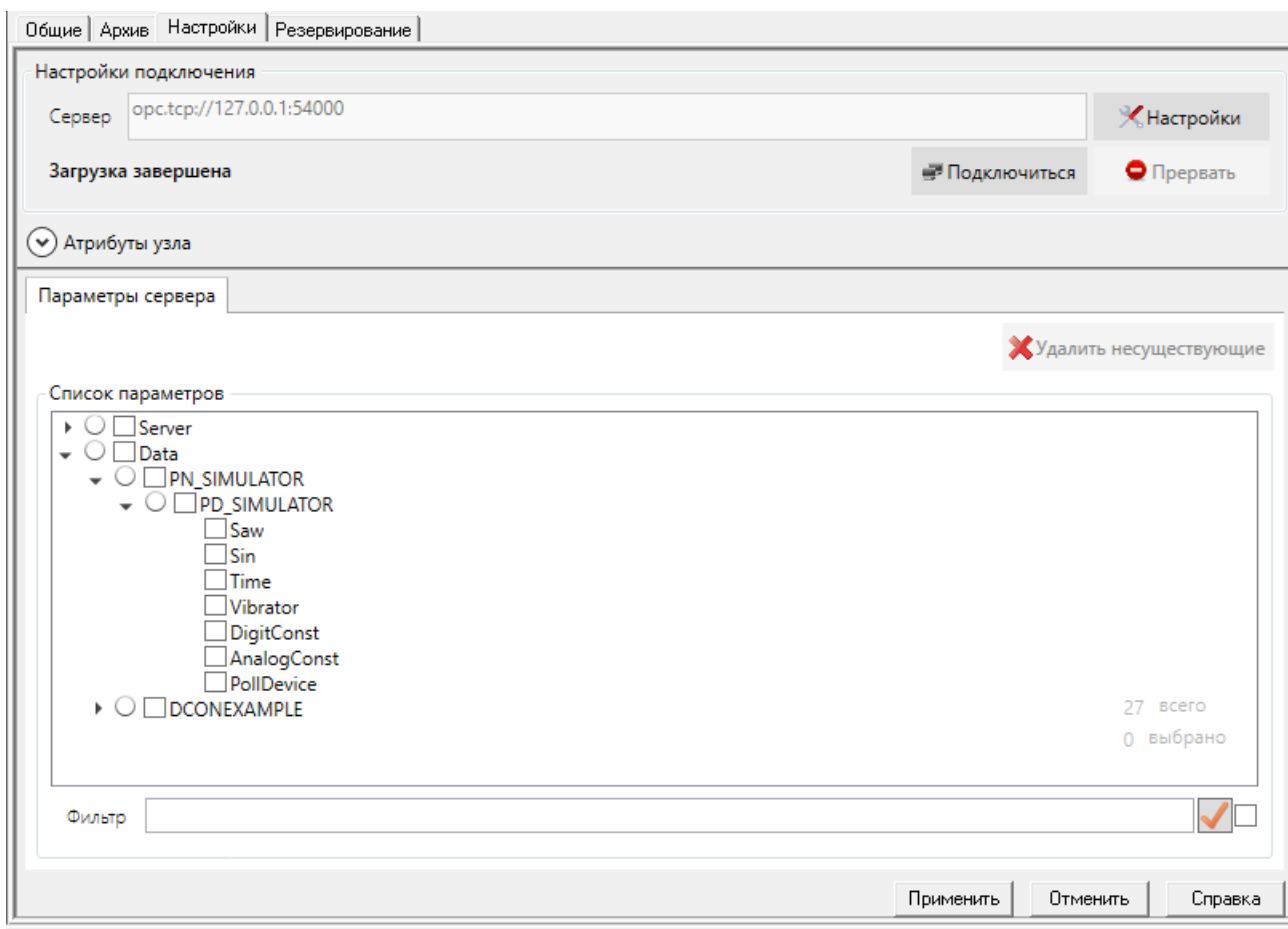 Общие Архив Настройки Резервирование
Настройки подключения
Сервер opc.tcp://127.0.0.1:54000 Настройки
Загрузка завершена Подключиться Прервать
Атрибуты узла
Параметры сервера
Удалить несуществующие
Список параметров
Server
Data
PN_SIMULATOR
PD_SIMULATOR
Saw
Sin
Time
Vibrator
DigitConst
AnalogConst
PollDevice
DCONEXAMPLE 27 всего
0 выбрано
Фильтр
Применить Отменить Справка